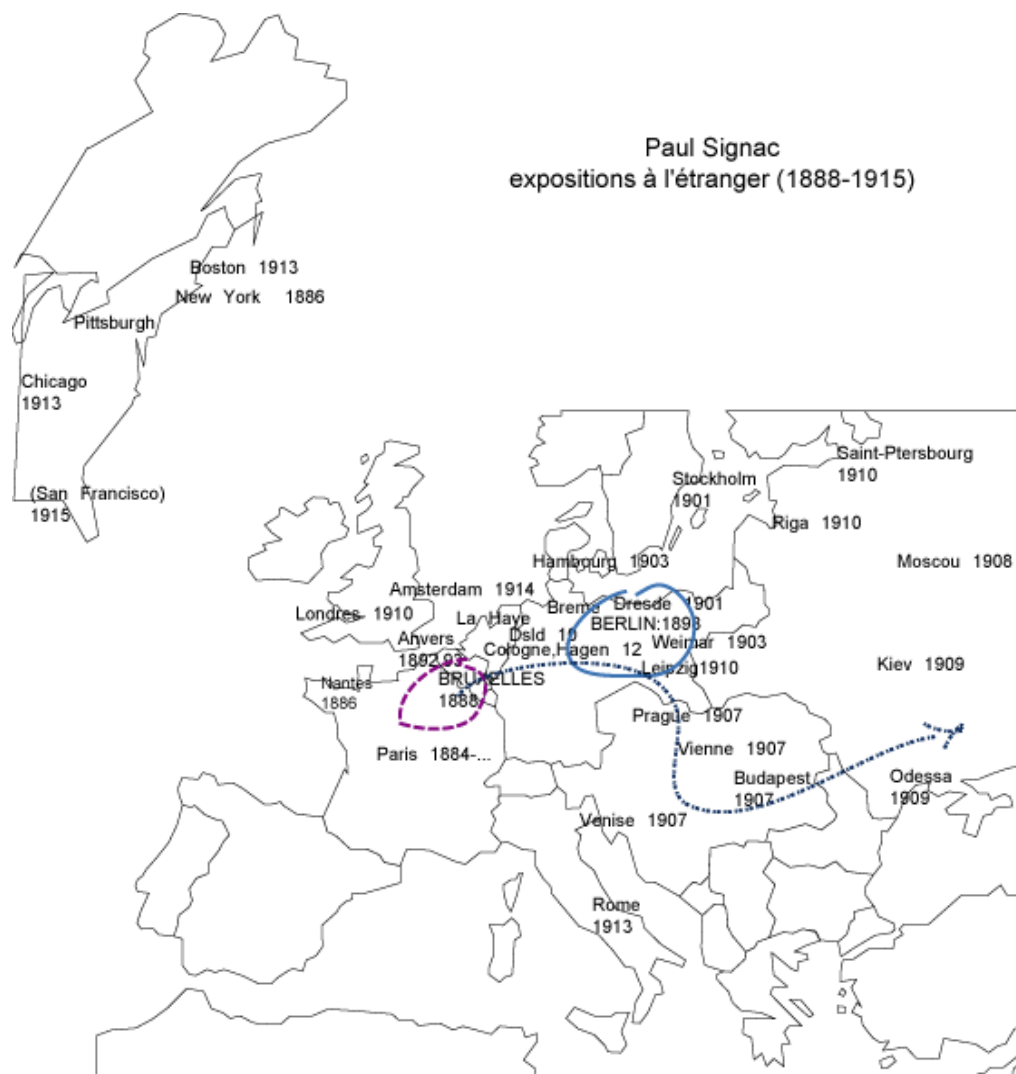 Paul Signac
expositions à l'étranger (1888-1915)
Boston 1913
New York 1886
Pittsburgh
Chicago
1913
(San Francisco)
1915
Saint-Ptersbourg
1910
Stockholm
1901
Riga 1910
Hambourg 1903
Moscou 1908
Amsterdam 1914
Breme
Dresde 1901
Londres 1910
La Haye
BERLIN:1893
Dsld 10
Weimar 1903
Anvers
1892,93
Cologne,Hagen 12
Leipzig1910
Kiev 1909
Nantes
1886
BRUXELLES
1888
Prague 1907
Paris 1884-...
Vienne 1907
Budapest
1907
Odessa
1909
Venise 1907
Rome
1913